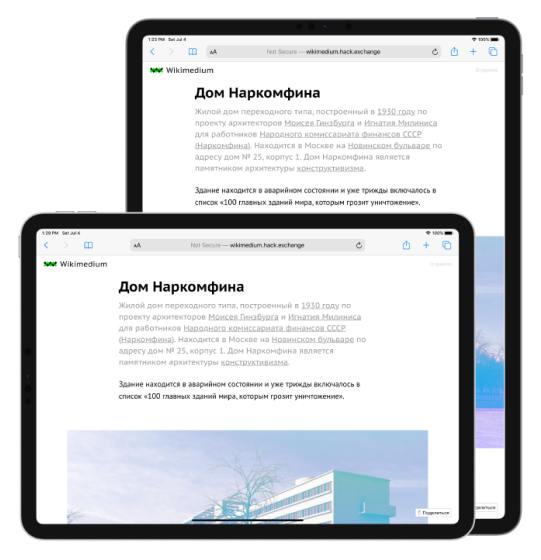 1:23 PM Sat Jul 4
100%
AA
Not Secure — wikimedium.hack.exchange
Wikimedium
О проекте
Дом Наркомфина
Жилой дом переходного типа, построенный в 1930 году по
проекту архитекторов Моисея Гинзбурга и Игнатия Милиниса
для работников Народного комиссариата финансов СССР
(Наркомфина). Находится в Москве на Новинском бульваре по
адресу дом № 25, корпус 1. Дом Наркомфина является
памятником архитектуры конструктивизма.
Здание находится в аварийном состоянии и уже трижды включалось в
список «100 главных зданий мира, которым грозит уничтожение».
1:29 PM Sat Jul 4
100%
AA
Not Secure — wikimedium.hack.exchange
Wikimedium
О проекте
Дом Наркомфина
Жилой дом переходного типа, построенный в 1930 году по
проекту архитекторов Моисея Гинзбурга и Игнатия Милиниса
для работников Народного комиссариата финансов СССР
(Наркомфина). Находится в Москве на Новинском бульваре по
адресу дом № 25, корпус 1. Дом Наркомфина является
памятником архитектуры конструктивизма.
Здание находится в аварийном состоянии и уже трижды включалось в
список «100 главных зданий мира, которым грозит уничтожение».
Поделиться